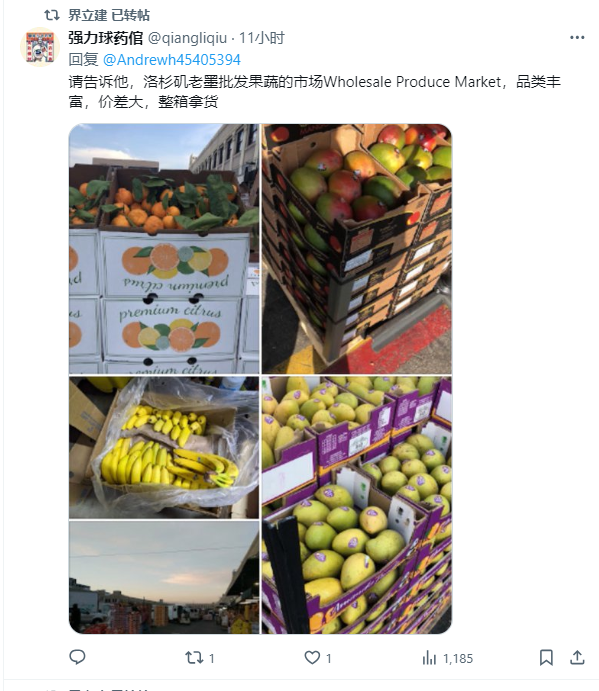 界立建 已转帖
强力球药倌 @qiangliqiu · 11小时
回复 @Andrewh45405394
请告诉他，洛杉矶老墨批发果蔬的市场Wholesale Produce Market，品类丰
富，价差大，整箱拿货
premium citrus
premium citrus
premium citrus
1
1
1,185